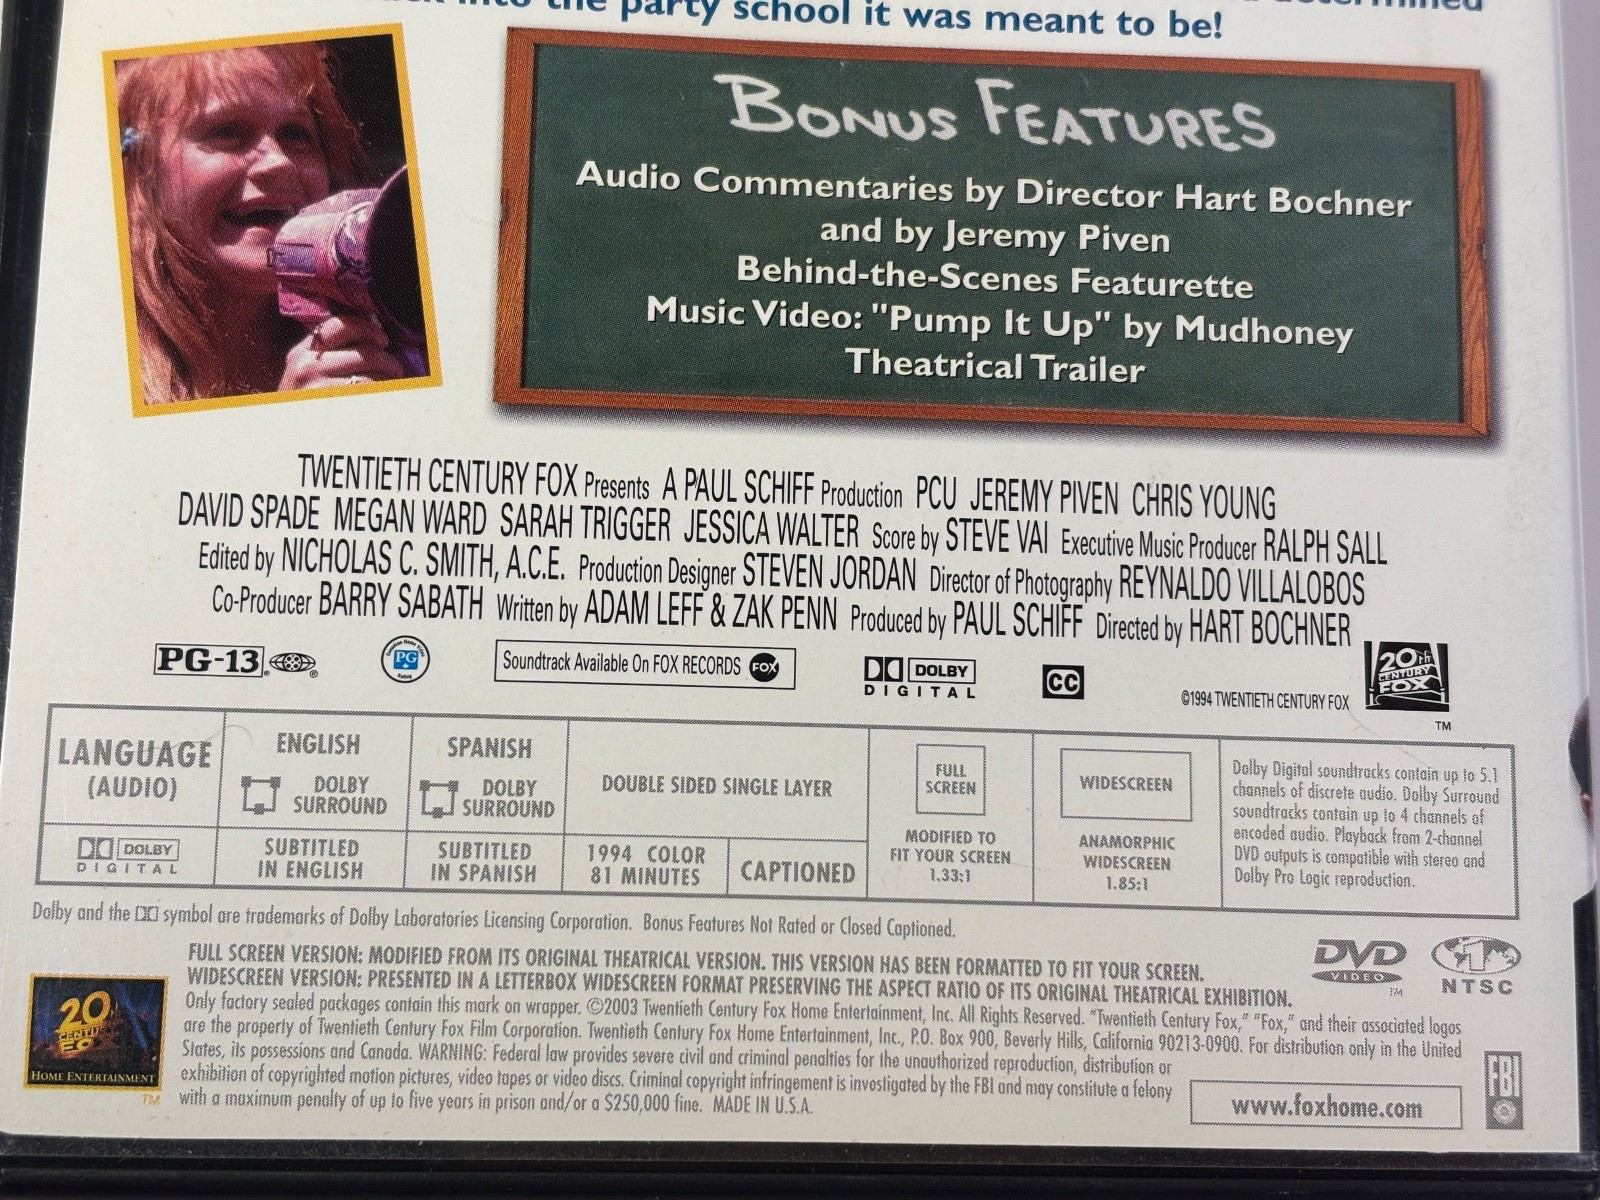 into the party school it was meant to be!
BONUS FEATURES
Audio Commentaries by Director Hart Bochner
and by Jeremy Piven
Behind-the-Scenes Featurette
Music Video: "Pump It Up" by Mudhoney
Theatrical Trailer
TWENTIETH CENTURY FOX Presents A PAUL SCHIFF Production PCU JEREMY PIVEN CHRIS YOUNG
DAVID SPADE MEGAN WARD SARAH TRIGGER JESSICA WALTER Score by STEVE VAI Executive Music Producer RALPH SALL
Edited by NICHOLAS C. SMITH, A.C.E. Production Designer STEVEN JORDAN Director of Photography REYNALDO VILLALOBOS
Co-Producer BARRY SABATH Written by ADAM LEFF & ZAK PENN Produced by PAUL SCHIFF Directed by HART BOCHNER
PG-13 ®
PG
Soundtrack Available On FOX RECORDS FOX
DOLBY
DIGITAL
CC
©1994 TWENTIETH CENTURY FOX
20th
CENTURY
FOX
TM
LANGUAGE
(AUDIO)
ENGLISH
DOLBY
SURROUND
SPANISH
DOLBY
SURROUND
DOUBLE SIDED SINGLE LAYER
DOLBY
DIGITAL
SUBTITLED
IN ENGLISH
SUBTITLED
IN SPANISH
1994 COLOR
81 MINUTES
CAPTIONED
FULL
SCREEN
MODIFIED TO
FIT YOUR SCREEN
1.33:1
WIDESCREEN
ANAMORPHIC
WIDESCREEN
1.85:1
Dolby Digital soundtracks contain up to 5.1
channels of discrete audio. Dolby Surround
soundtracks contain up to 4 channels of
encoded audio. Playback from 2-channel
DVD outputs is compatible with stereo and
Dolby Pro Logic reproduction.
Dolby and the symbol are trademarks of Dolby Laboratories Licensing Corporation. Bonus Features Not Rated or Closed Captioned.
FULL SCREEN VERSION: MODIFIED FROM ITS ORIGINAL THEATRICAL VERSION. THIS VERSION HAS BEEN FORMATTED TO FIT YOUR SCREEN.
WIDESCREEN VERSION: PRESENTED IN A LETTERBOX WIDESCREEN FORMAT PRESERVING THE ASPECT RATIO OF ITS ORIGINAL THEATRICAL EXHIBITION.
Only factory sealed packages contain this mark on wrapper. ©2003 Twentieth Century Fox Home Entertainment, Inc. All Rights Reserved. "Twentieth Century Fox," "Fox," and their associated logos
are the property of Twentieth Century Fox Film Corporation. Twentieth Century Fox Home Entertainment, Inc., P.O. Box 900, Beverly Hills, California 90213-0900. For distribution only in the United
States, its possessions and Canada. WARNING: Federal law provides severe civil and criminal penalties for the unauthorized reproduction, distribution or
exhibition of copyrighted motion pictures, video tapes or video discs. Criminal copyright infringement is investigated by the FBI and may constitute a felony
with a maximum penalty of up to five years in prison and/or a $250,000 fine. MADE IN U.S.A.
20
CENTURY
FOX
HOME ENTERTAINMENT
TM
DVD
VIDEO
TM
1
NTSC
www.foxhome.com
FBI